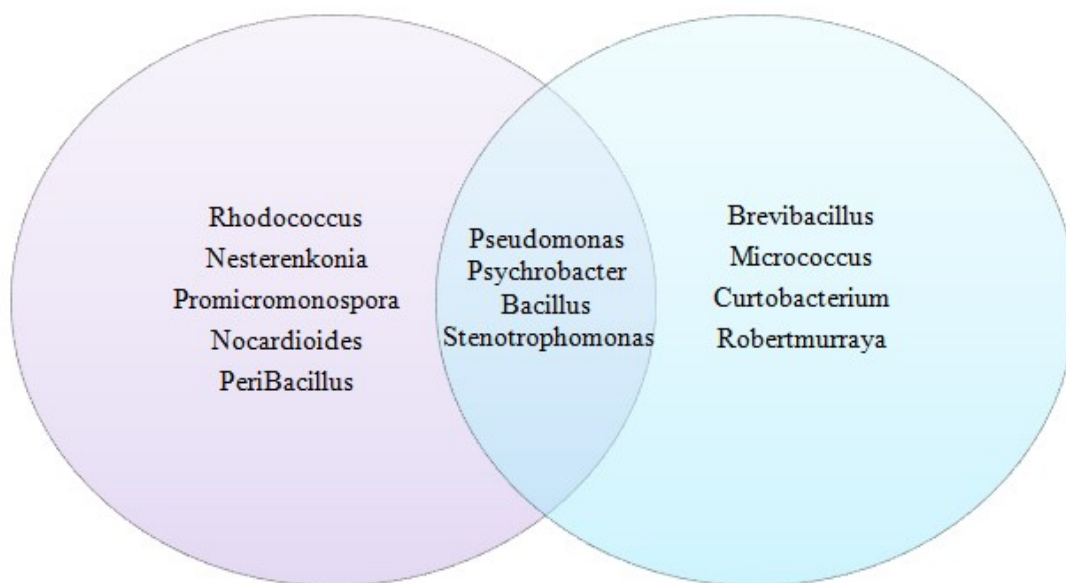 Rhodococcus
Nesterenkonia
Promicromonospora
Nocardioides
PeriBacillus
Pseudomonas
Psychrobacter
Bacillus
Stenotrophomonas
Brevibacillus
Micrococcus
Curtobacterium
Robertmurraya